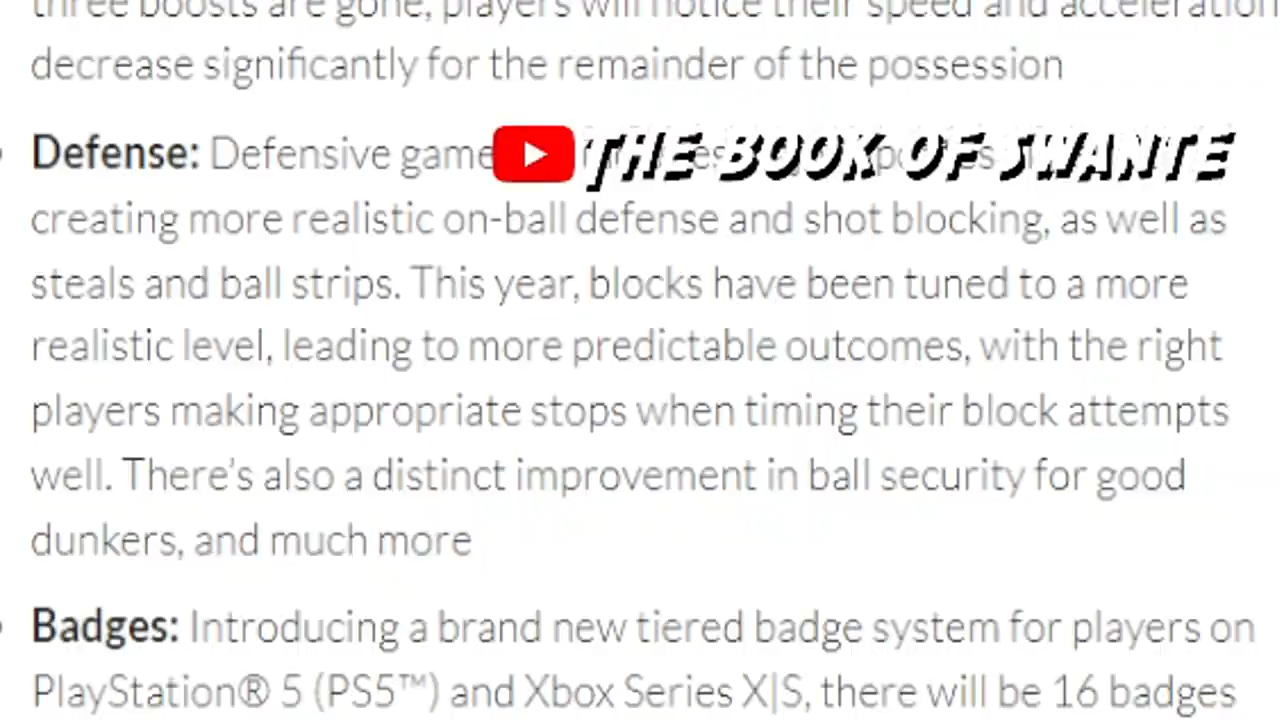 three boosts are gone, players will notice their speed and acceleration
decrease significantly for the remainder of the possession
Defense: Defensive game
THE BOOK OF SWANTE
creating more realistic on-ball defense and shot blocking, as well as
steals and ball strips. This year, blocks have been tuned to a more
realistic level, leading to more predictable outcomes, with the right
players making appropriate stops when timing their block attempts
well. There's also a distinct improvement in ball security for good
dunkers, and much more
Badges: Introducing a brand new tiered badge system for players on
PlayStation® 5 (PS5™) and Xbox Series X|S, there will be 16 badges